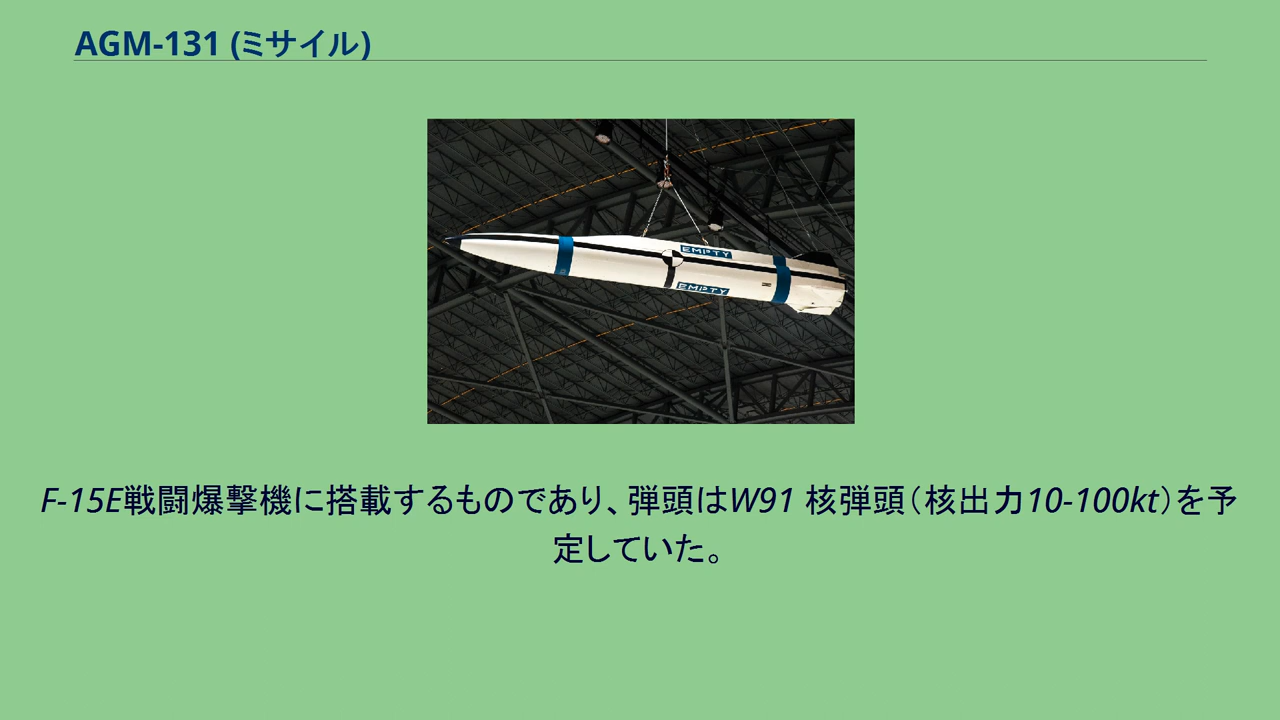 AGM-131 (ミサイル)
EMPTY
EMPTY
F-15E戦闘爆撃機に搭載するものであり、弾頭はW91 核弾頭（核出力10-100kt）を予
定していた。